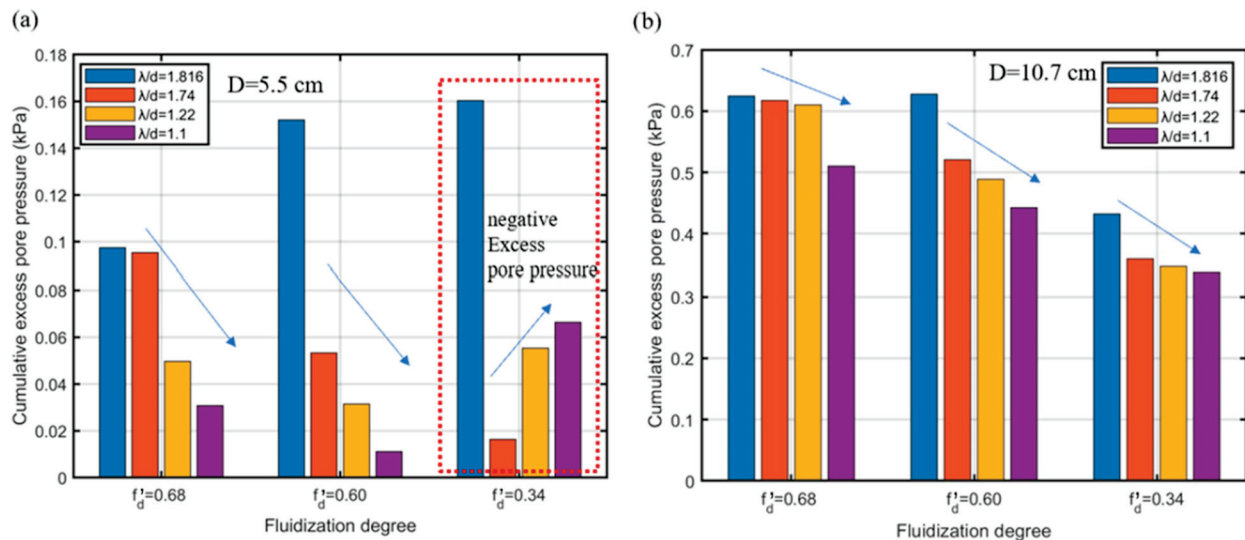 (a)
0.18
0.16
0.14
0.12
0.1
0.08
0.06
0.04
0.02
0
Cumulative excess pore pressure (kPa)
λ/d=1.816
λ/d=1.74
λ/d=1.22
λ/d=1.1
D=5.5 cm
negative
Excess
pore pressure
f'd=0.68
f'd=0.60
f'd=0.34
Fluidization degree
(b)
0.7
0.6
0.5
0.4
0.3
0.2
0.1
0
Cumulative excess pore pressure (kPa)
D=10.7 cm
λ/d=1.816
λ/d=1.74
λ/d=1.22
λ/d=1.1
f'd=0.68
f'd=0.60
f'd=0.34
Fluidization degree